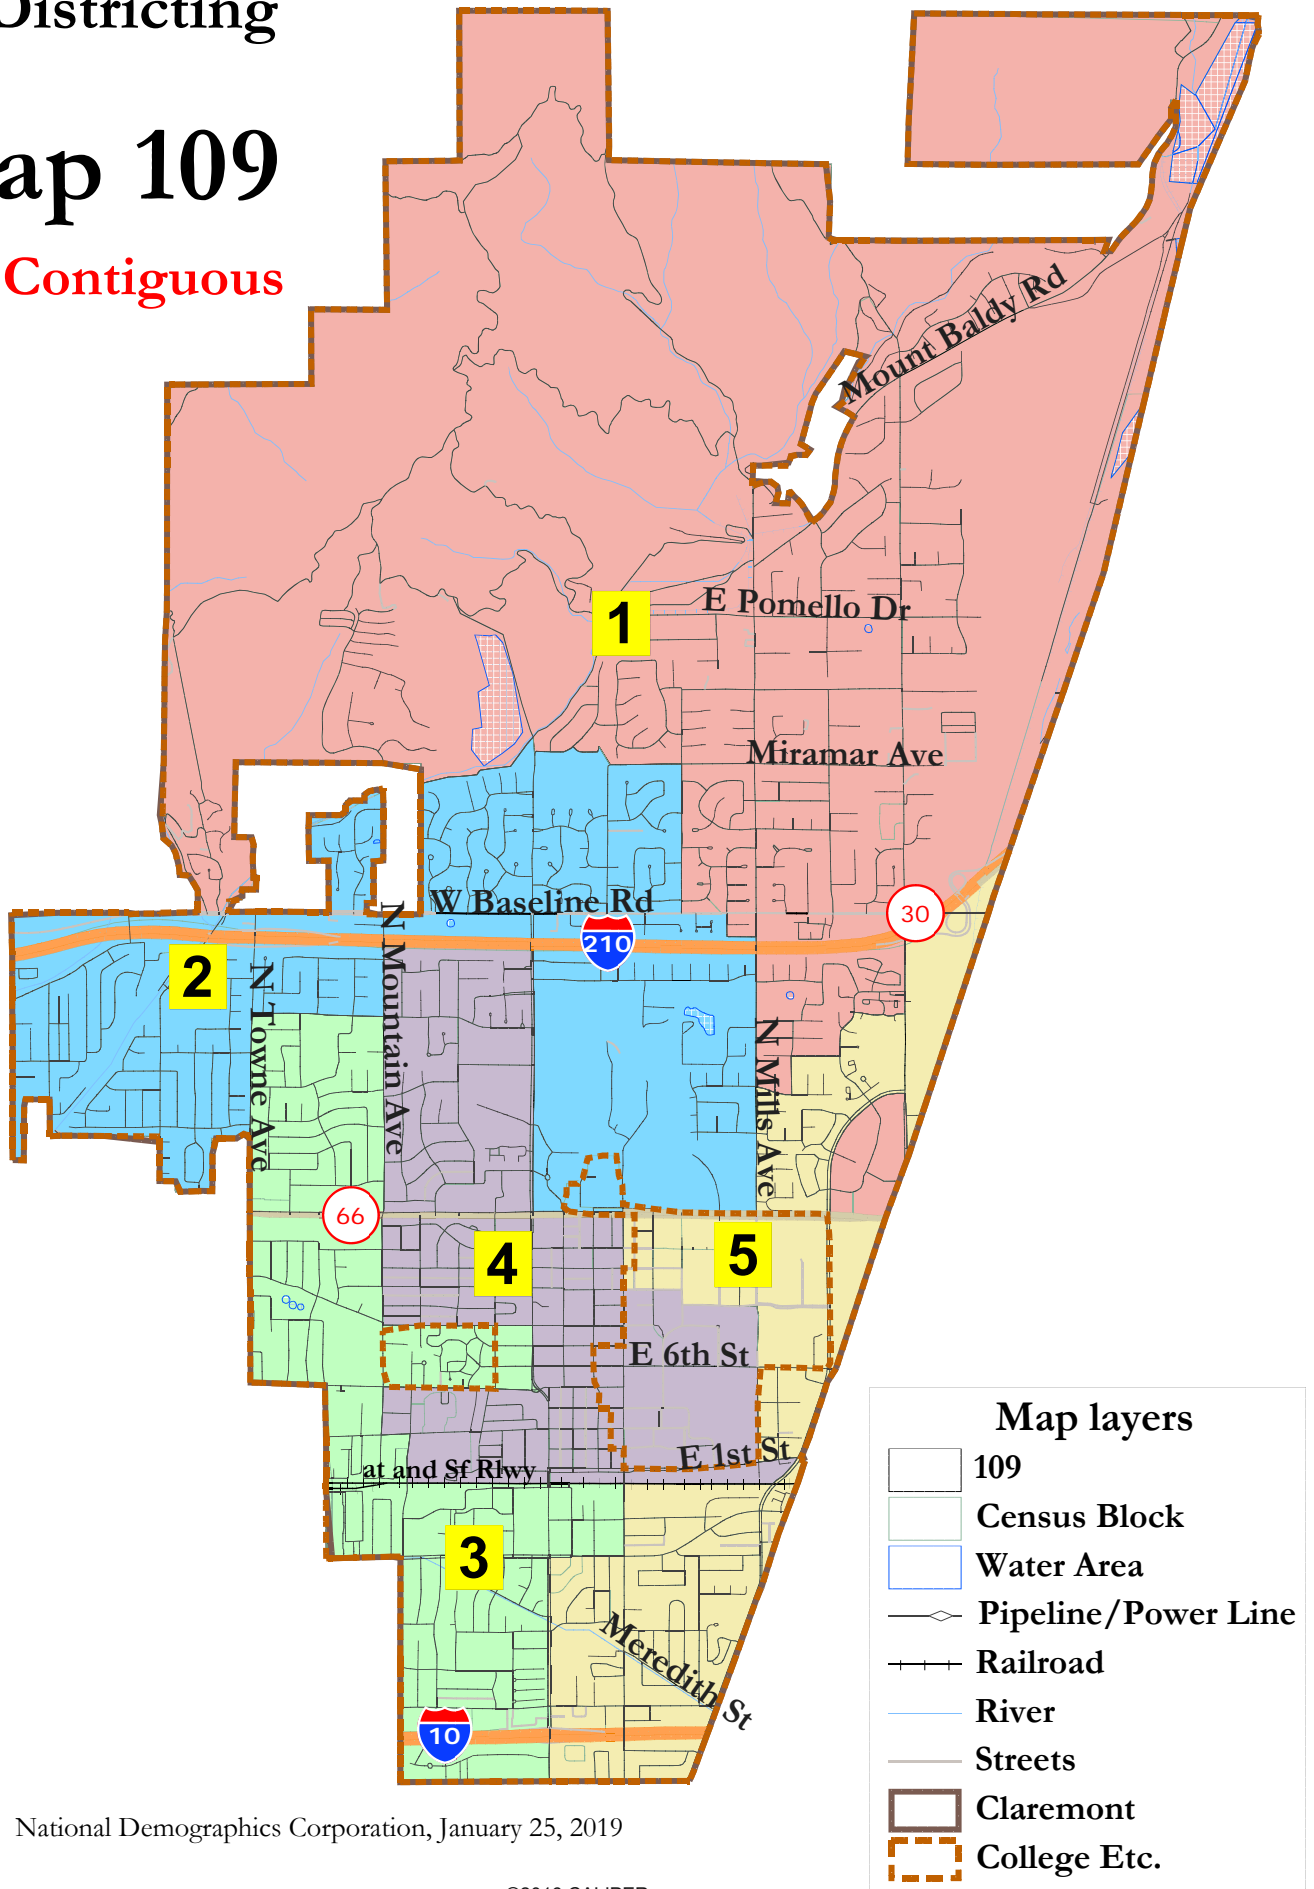 Districting
ap 109
Contiguous
Mount Baldy Rd
E Pomello Dr
1
Miramar Ave
W Baseline Rd
30
210
2
N Towne Ave
N Mountain Ave
N Mills Ave
66
4
5
E 6th St
E 1st St
at and Sf Rlwy
3
Meredith St
10
Map layers
109
Census Block
Water Area
Pipeline/Power Line
Railroad
River
Streets
Claremont
College Etc.
National Demographics Corporation, January 25, 2019